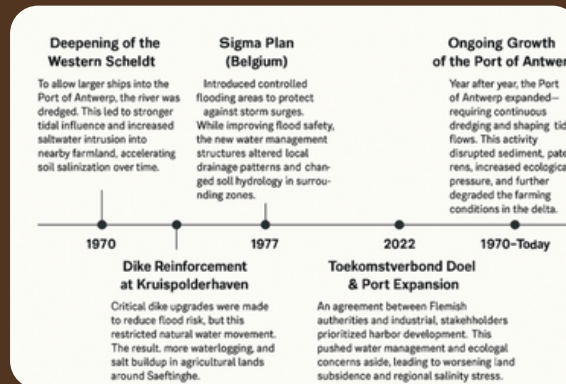 Deepening of the
Western Scheldt
To allow larger ships into the
Port of Antwerp, the river was
dredged. This led to stronger
tidal influence and increased
saltwater intrusion into
nearby farmland, accelerating
soil salinization over time.
Sigma Plan
(Belgium)
Introduced controlled
flooding areas to protect
against storm surges.
While improving flood safety,
the new water management
structures altered local
drainage patterns and chan-
ged soil hydrology in surrou-
nding zones.
Ongoing Growth
of the Port of Antwer
Year after year, the Port
of Antwerp expanded—
requiring continuous
dredging and shaping tid
flows. This activity
disrupted sediment, pate
rens, increased ecologica
pressure, and further
degraded the farming
conditions in the delta.
1970
1977
2022
1970–Today
Dike Reinforcement
at Kruispolderhaven
Critical dike upgrades were made
to reduce flood risk, but this
restricted natural water movement.
The result. more waterlogging, and
salt buildup in agricultural lands
around Saeftinghe.
Toekomstverbond Doel
& Port Expansion
An agreement between Flemish
autherities and industrial, stakehholders
prioritized harbor development. This
pushed water management and ecologal
concerns aside, leading to worsening land
subsidence and regional salinity stress.